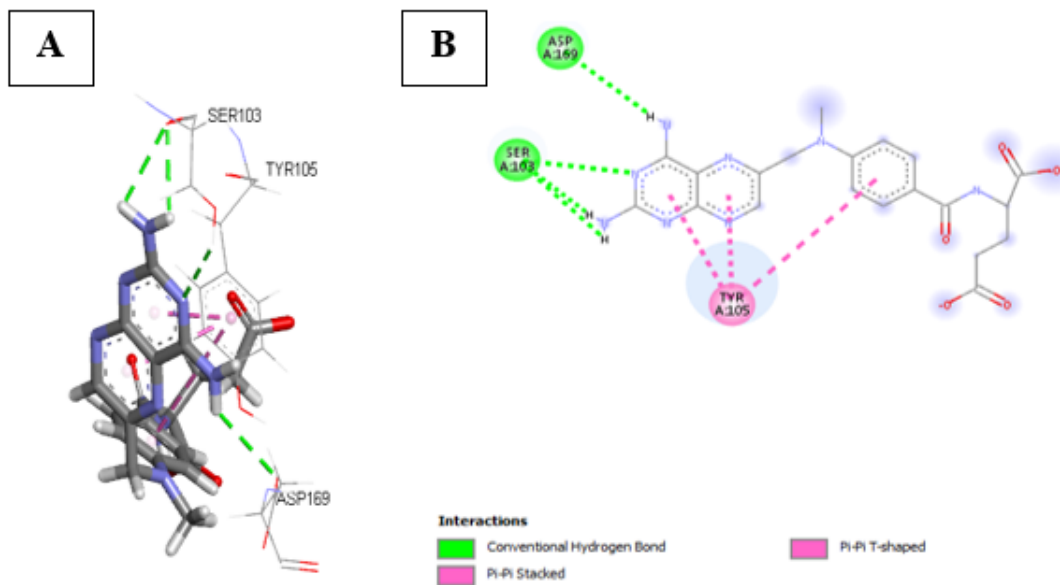 A
SER103
TYR105
ASP169
B
ASP
A:169
SER
A:103
H
N
N
N
N
N
H
H
N
N
N
N
O
O-
O
O-
O
TYR
A:105
Interactions
Conventional Hydrogen Bond
Pi-Pi Stacked
Pi-Pi T-shaped